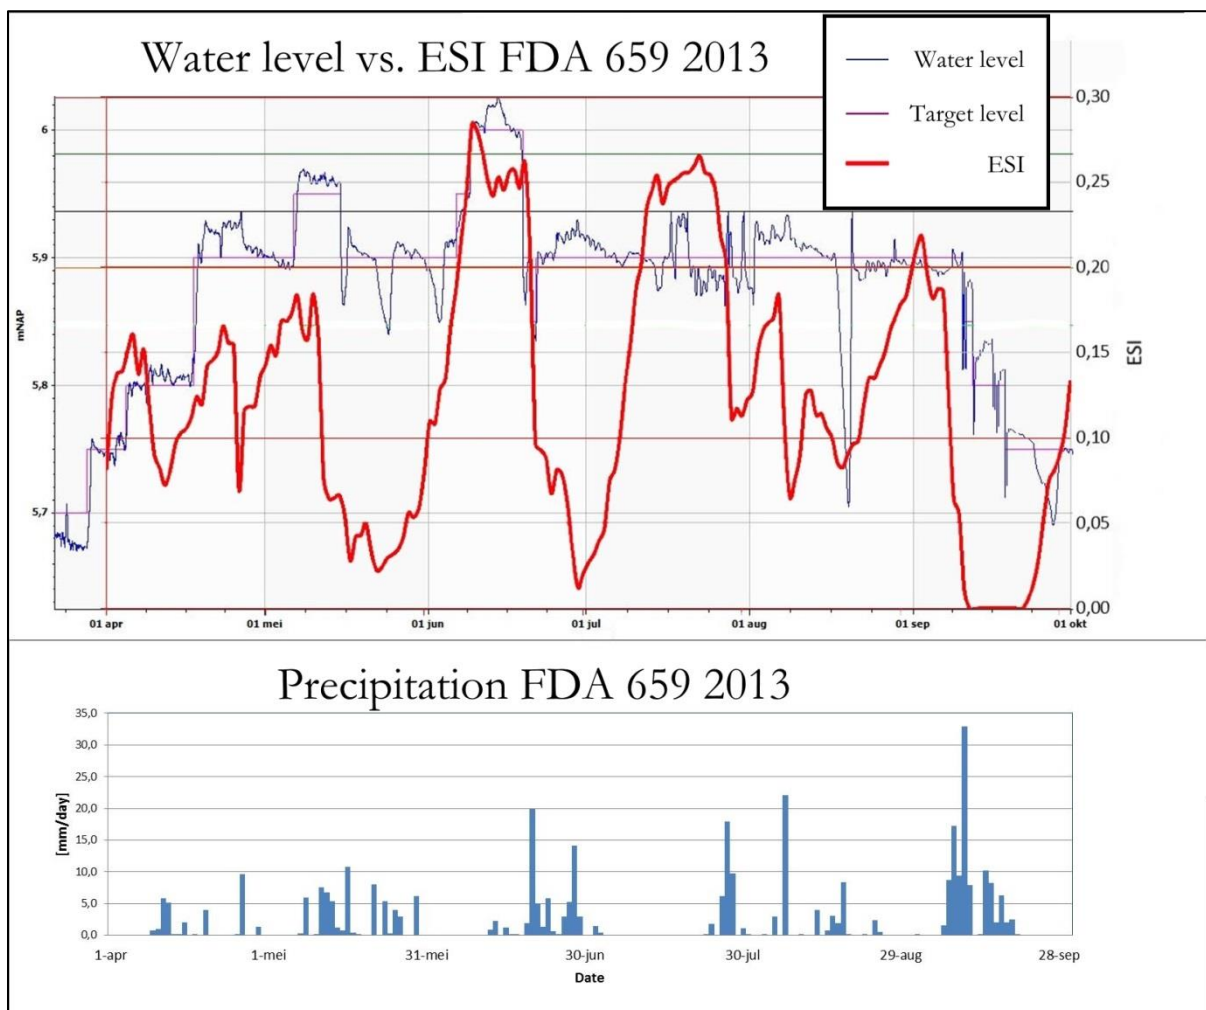 Water level vs. ESI FDA 659 2013
Water level
Target level
ESI
6
5,9
5,8
5,7
mNAP
0,30
0,25
0,20
0,15
0,10
0,05
0,00
ESI
01 apr 01 mei 01 jun 01 jul 01 aug 01 sep 01 okt
Precipitation FDA 659 2013
35,0
30,0
25,0
20,0
15,0
10,0
5,0
0,0
[mm/day]
1-apr 1-mei 31-mei 30-jun 30-jul 29-aug 28-sep
Date